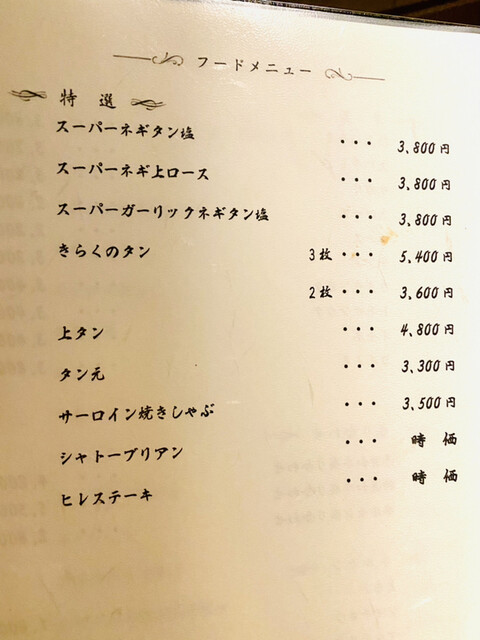 フードメニュー
特選
スーパーネギタン塩 ・・・ 3,800円
スーパーネギ上ロース ・・・ 3,800円
スーパーガーリックネギタン塩 ・・・ 3,800円
きらくのタン 3枚・・・ 5,400円
2枚・・・ 3,600円
上タン ・・・ 4,800円
タン元 ・・・ 3,300円
サーロイン焼きしゃぶ ・・・ 3,500円
シャトーブリアン ・・・ 時価
ヒレステーキ ・・・ 時価